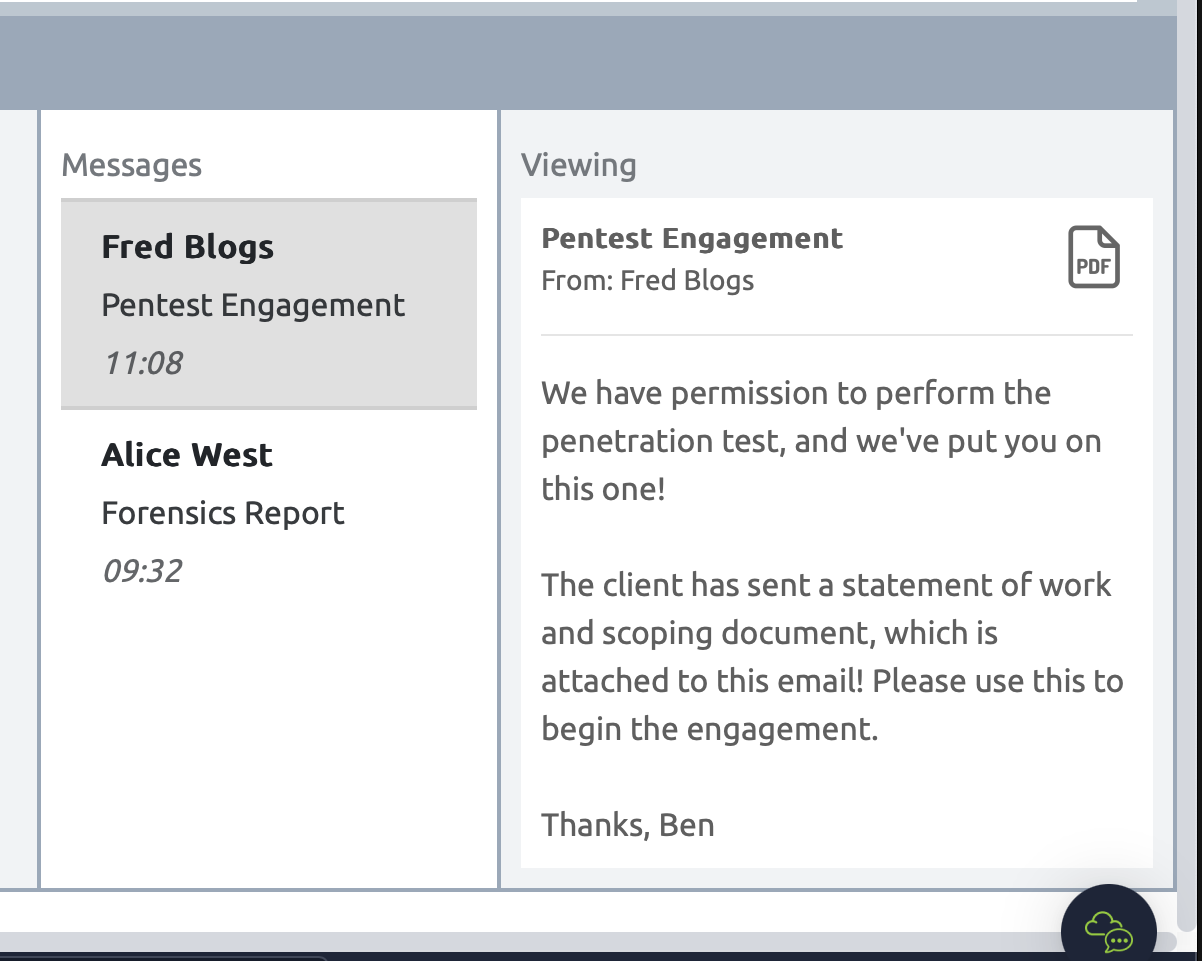 Messages
Fred Blogs
Pentest Engagement
11:08
Alice West
Forensics Report
09:32
Viewing
Pentest Engagement
From: Fred Blogs
PDF
We have permission to perform the
penetration test, and we've put you on
this one!
The client has sent a statement of work
and scoping document, which is
attached to this email! Please use this to
begin the engagement.
Thanks, Ben